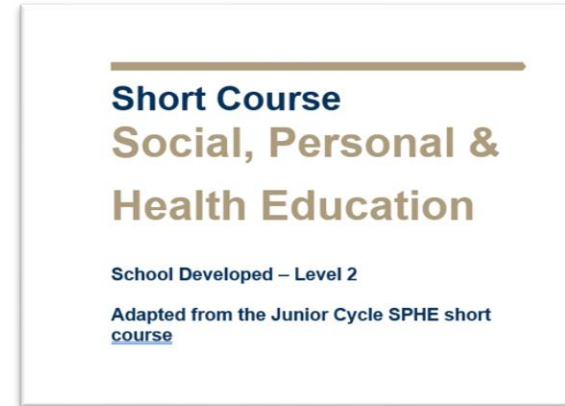 Short Course
Social, Personal &
Health Education
School Developed – Level 2
Adapted from the Junior Cycle SPHE short
course